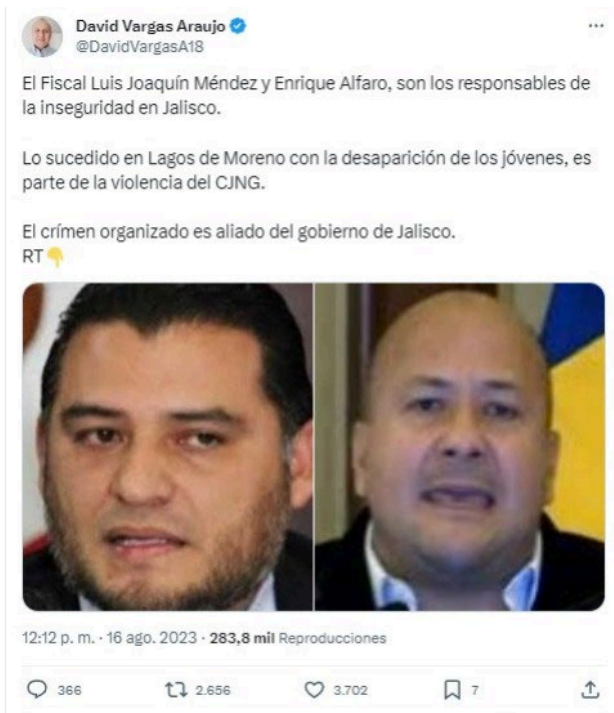 David Vargas Araujo
@DavidVargasA18
El Fiscal Luis Joaquín Méndez y Enrique Alfaro, son los responsables de
la inseguridad en Jalisco.
Lo sucedido en Lagos de Moreno con la desaparición de los jóvenes, es
parte de la violencia del CJNG.
El crímen organizado es aliado del gobierno de Jalisco.
RT👇
12:12 p. m. · 16 ago. 2023 · 283,8 mil Reproducciones
366 2.656 3.702 7